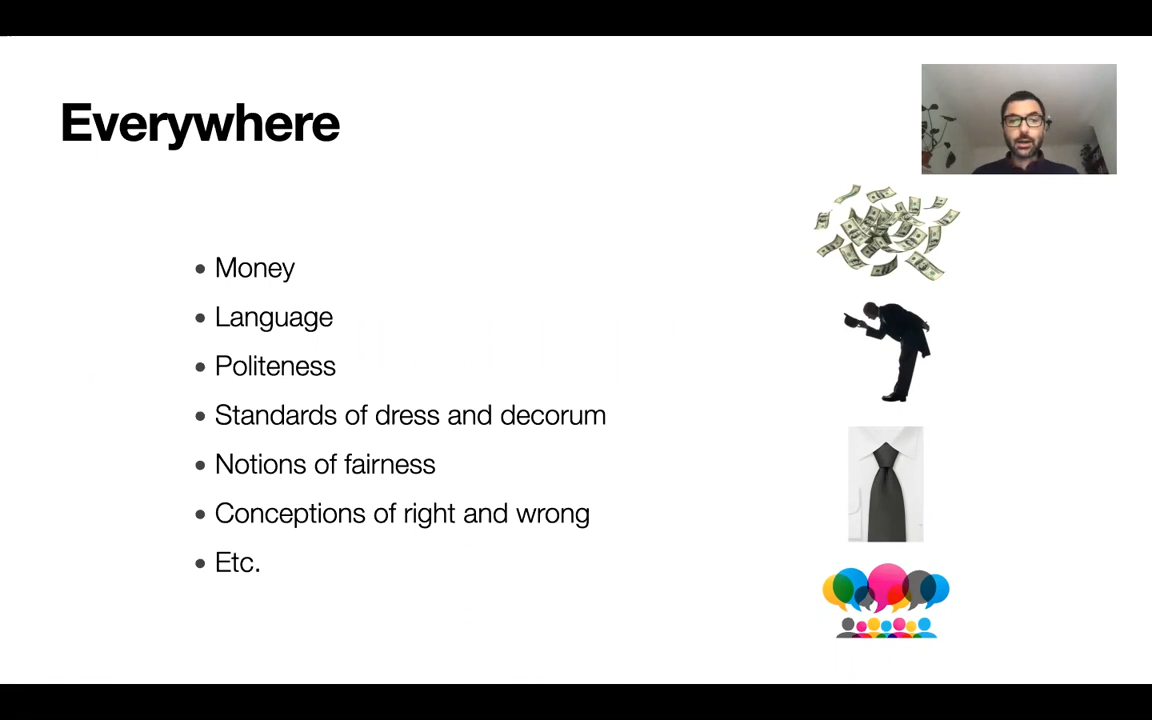 Everywhere
• Money
• Language
• Politeness
• Standards of dress and decorum
• Notions of fairness
• Conceptions of right and wrong
• Etc.